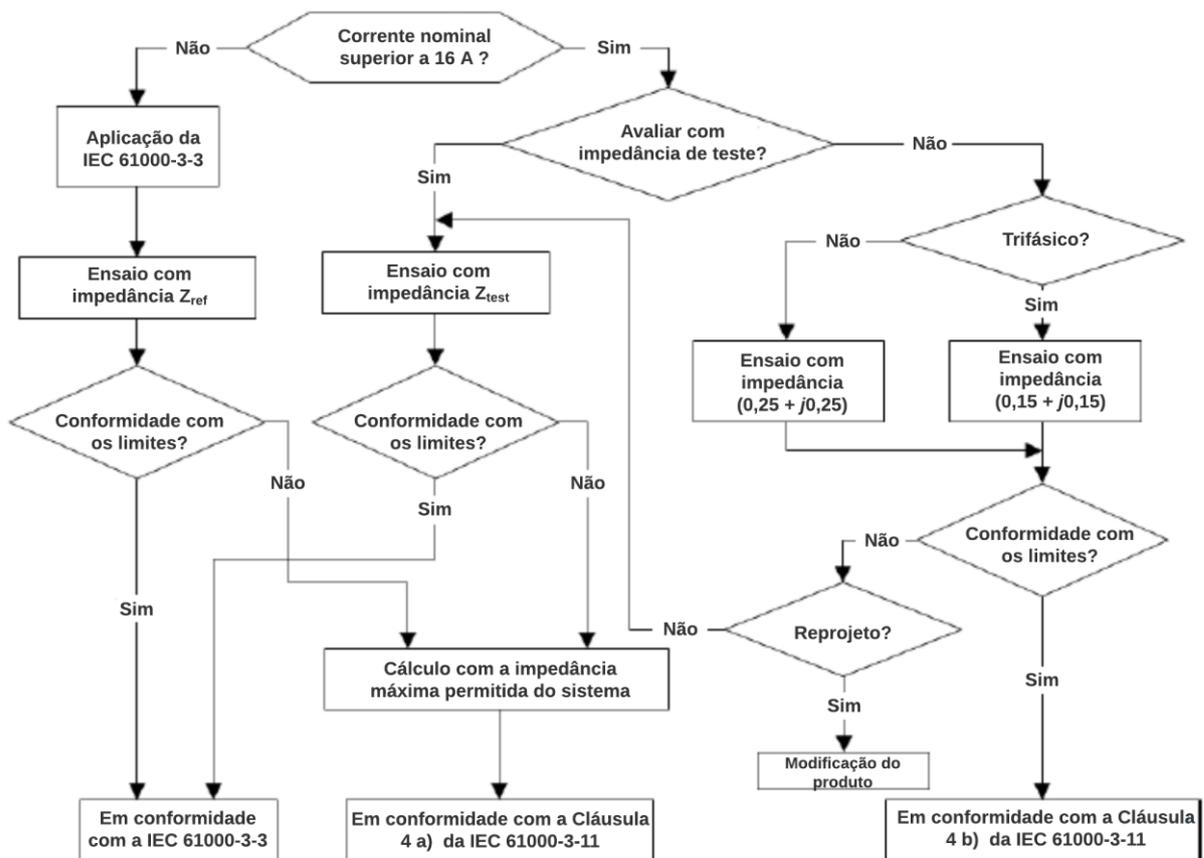 Corrente nominal
superior a 16 A ?
Não
Sim
Aplicação da
IEC 61000-3-3
Avaliar com
impedância de teste?
Não
Sim
Trifásico?
Não
Sim
Ensaio com
impedância Zref
Ensaio com
impedância Ztest
Ensaio com
impedância
(0,25 + j0,25)
Ensaio com
impedância
(0,15 + j0,15)
Conformidade com
os limites?
Conformidade com
os limites?
Não
Não
Sim
Conformidade com
os limites?
Não
Sim
Reprojeto?
Não
Cálculo com a impedância
máxima permitida do sistema
Sim
Sim
Modificação do
produto
Em conformidade
com a IEC 61000-3-3
Em conformidade com a Cláusula
4 a) da IEC 61000-3-11
Em conformidade com a Cláusula
4 b) da IEC 61000-3-11